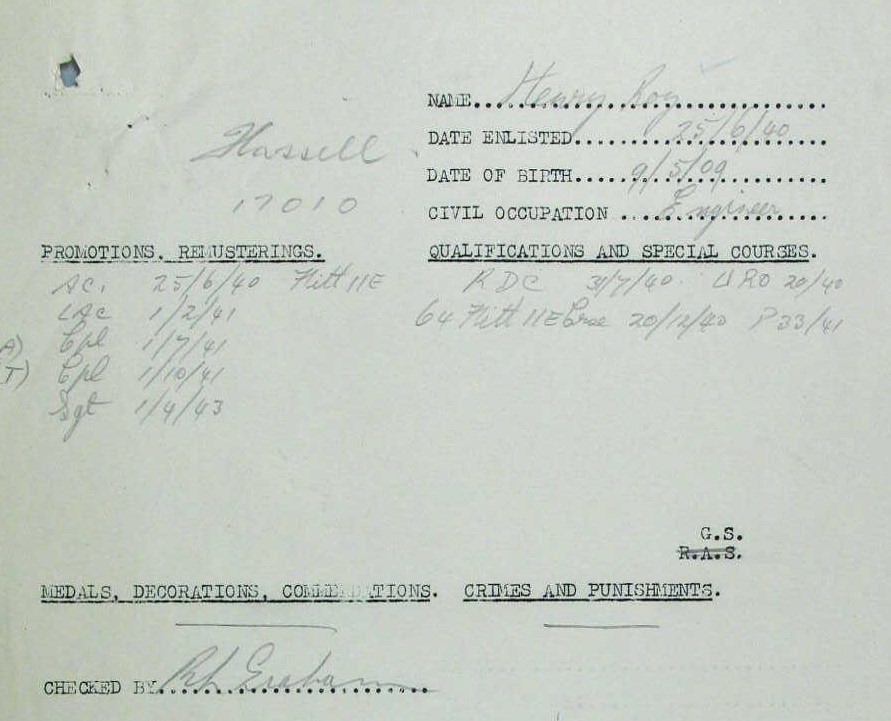 NAME... Henry Roy
DATE ENLISTED... 25/6/40
Hassell
DATE OF BIRTH... 9/5/09
17010
CIVIL OCCUPATION ... Engineer
PROMOTIONS, REMUSTERINGS.
QUALIFICATIONS AND SPECIAL COURSES.
AC1 25/6/40 Fitt IIE
RDC 31/7/40. URO 20/40
LAC 1/2/41
64 Fitt IIE Crse 20/12/40 P33/41
A) Cpl 1/7/41
T) Cpl 1/10/41
Sgt 1/4/43
G.S.
R.A.S.
MEDALS, DECORATIONS, COMMENDATIONS.
CRIMES AND PUNISHMENTS.
CHECKED BY... Graham